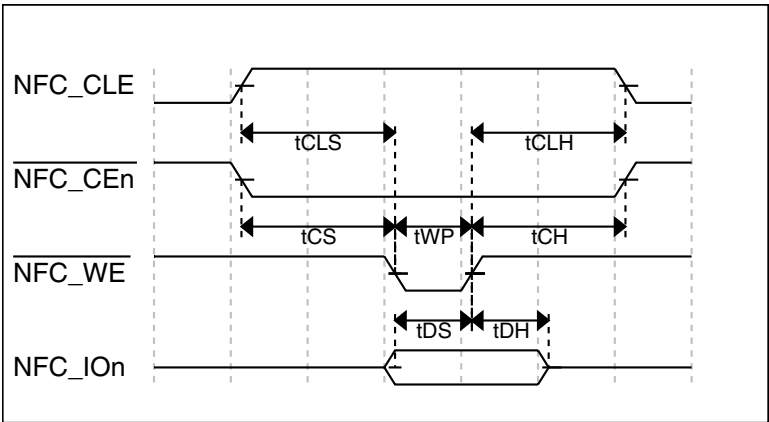 NFC_CLE
tCLS tCLH
NFC_CEn
tCS tWP tCH
NFC_WE
tDS tDH
NFC_IOn